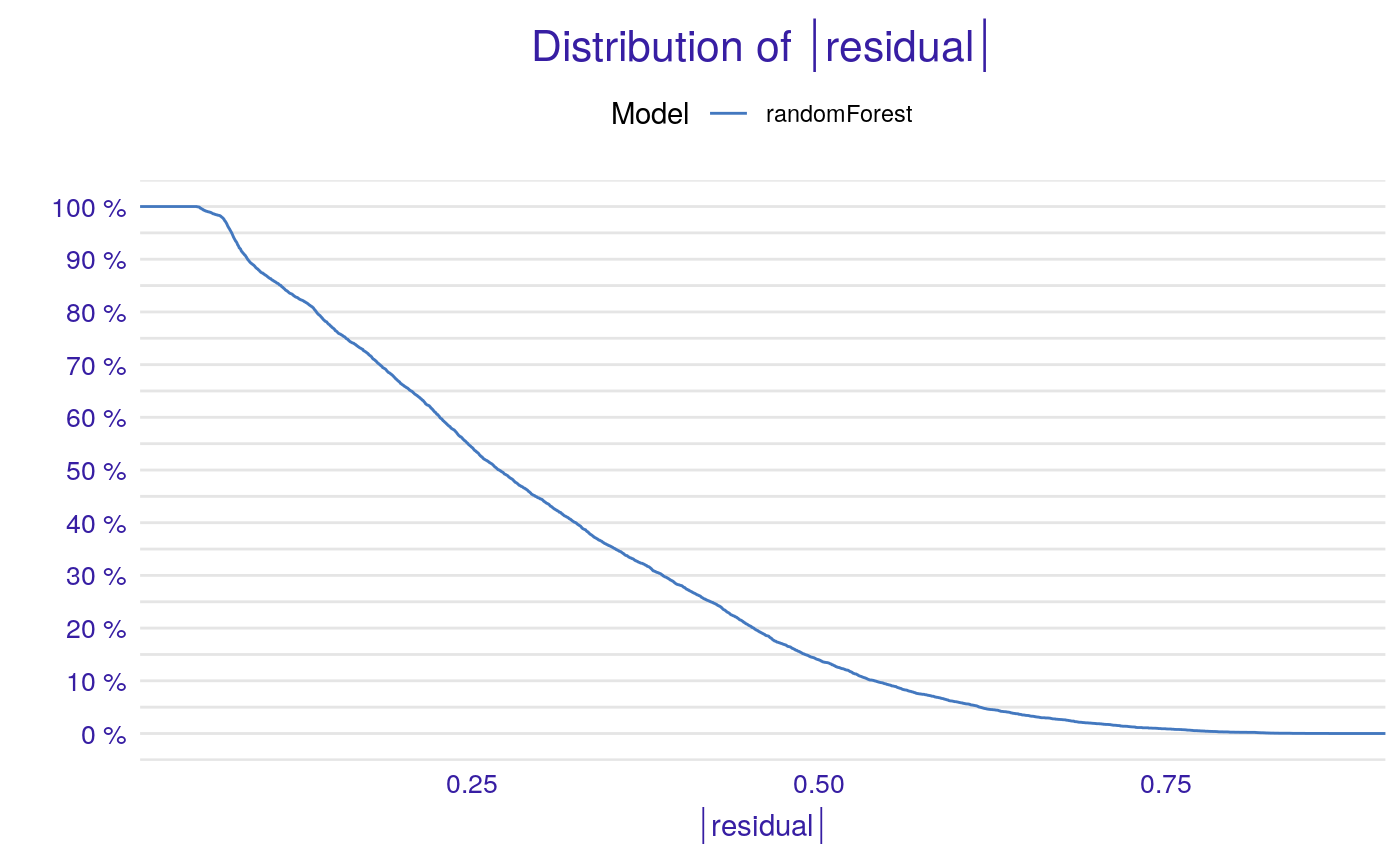 Distribution of |residual|
Model randomForest
100 %
90 %
80 %
70 %
60 %
50 %
40 %
30 %
20 %
10 %
0 %
0.25 0.50 0.75
|residual|